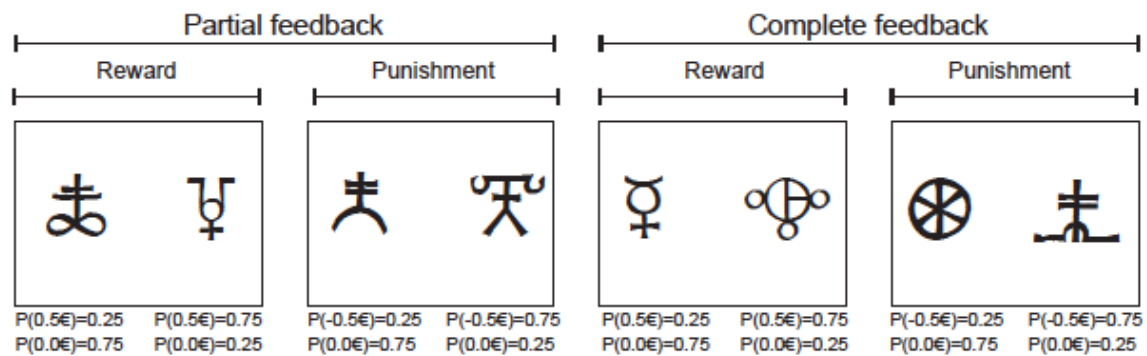 Partial feedback Complete feedback
Reward Punishment Reward Punishment
P(0.5€)=0.25 P(0.5€)=0.75 P(-0.5€)=0.25 P(-0.5€)=0.75 P(0.5€)=0.25 P(0.5€)=0.75 P(-0.5€)=0.25 P(-0.5€)=0.75
P(0.0€)=0.75 P(0.0€)=0.25 P(0.0€)=0.75 P(0.0€)=0.25 P(0.0€)=0.75 P(0.0€)=0.25 P(0.0€)=0.75 P(0.0€)=0.25